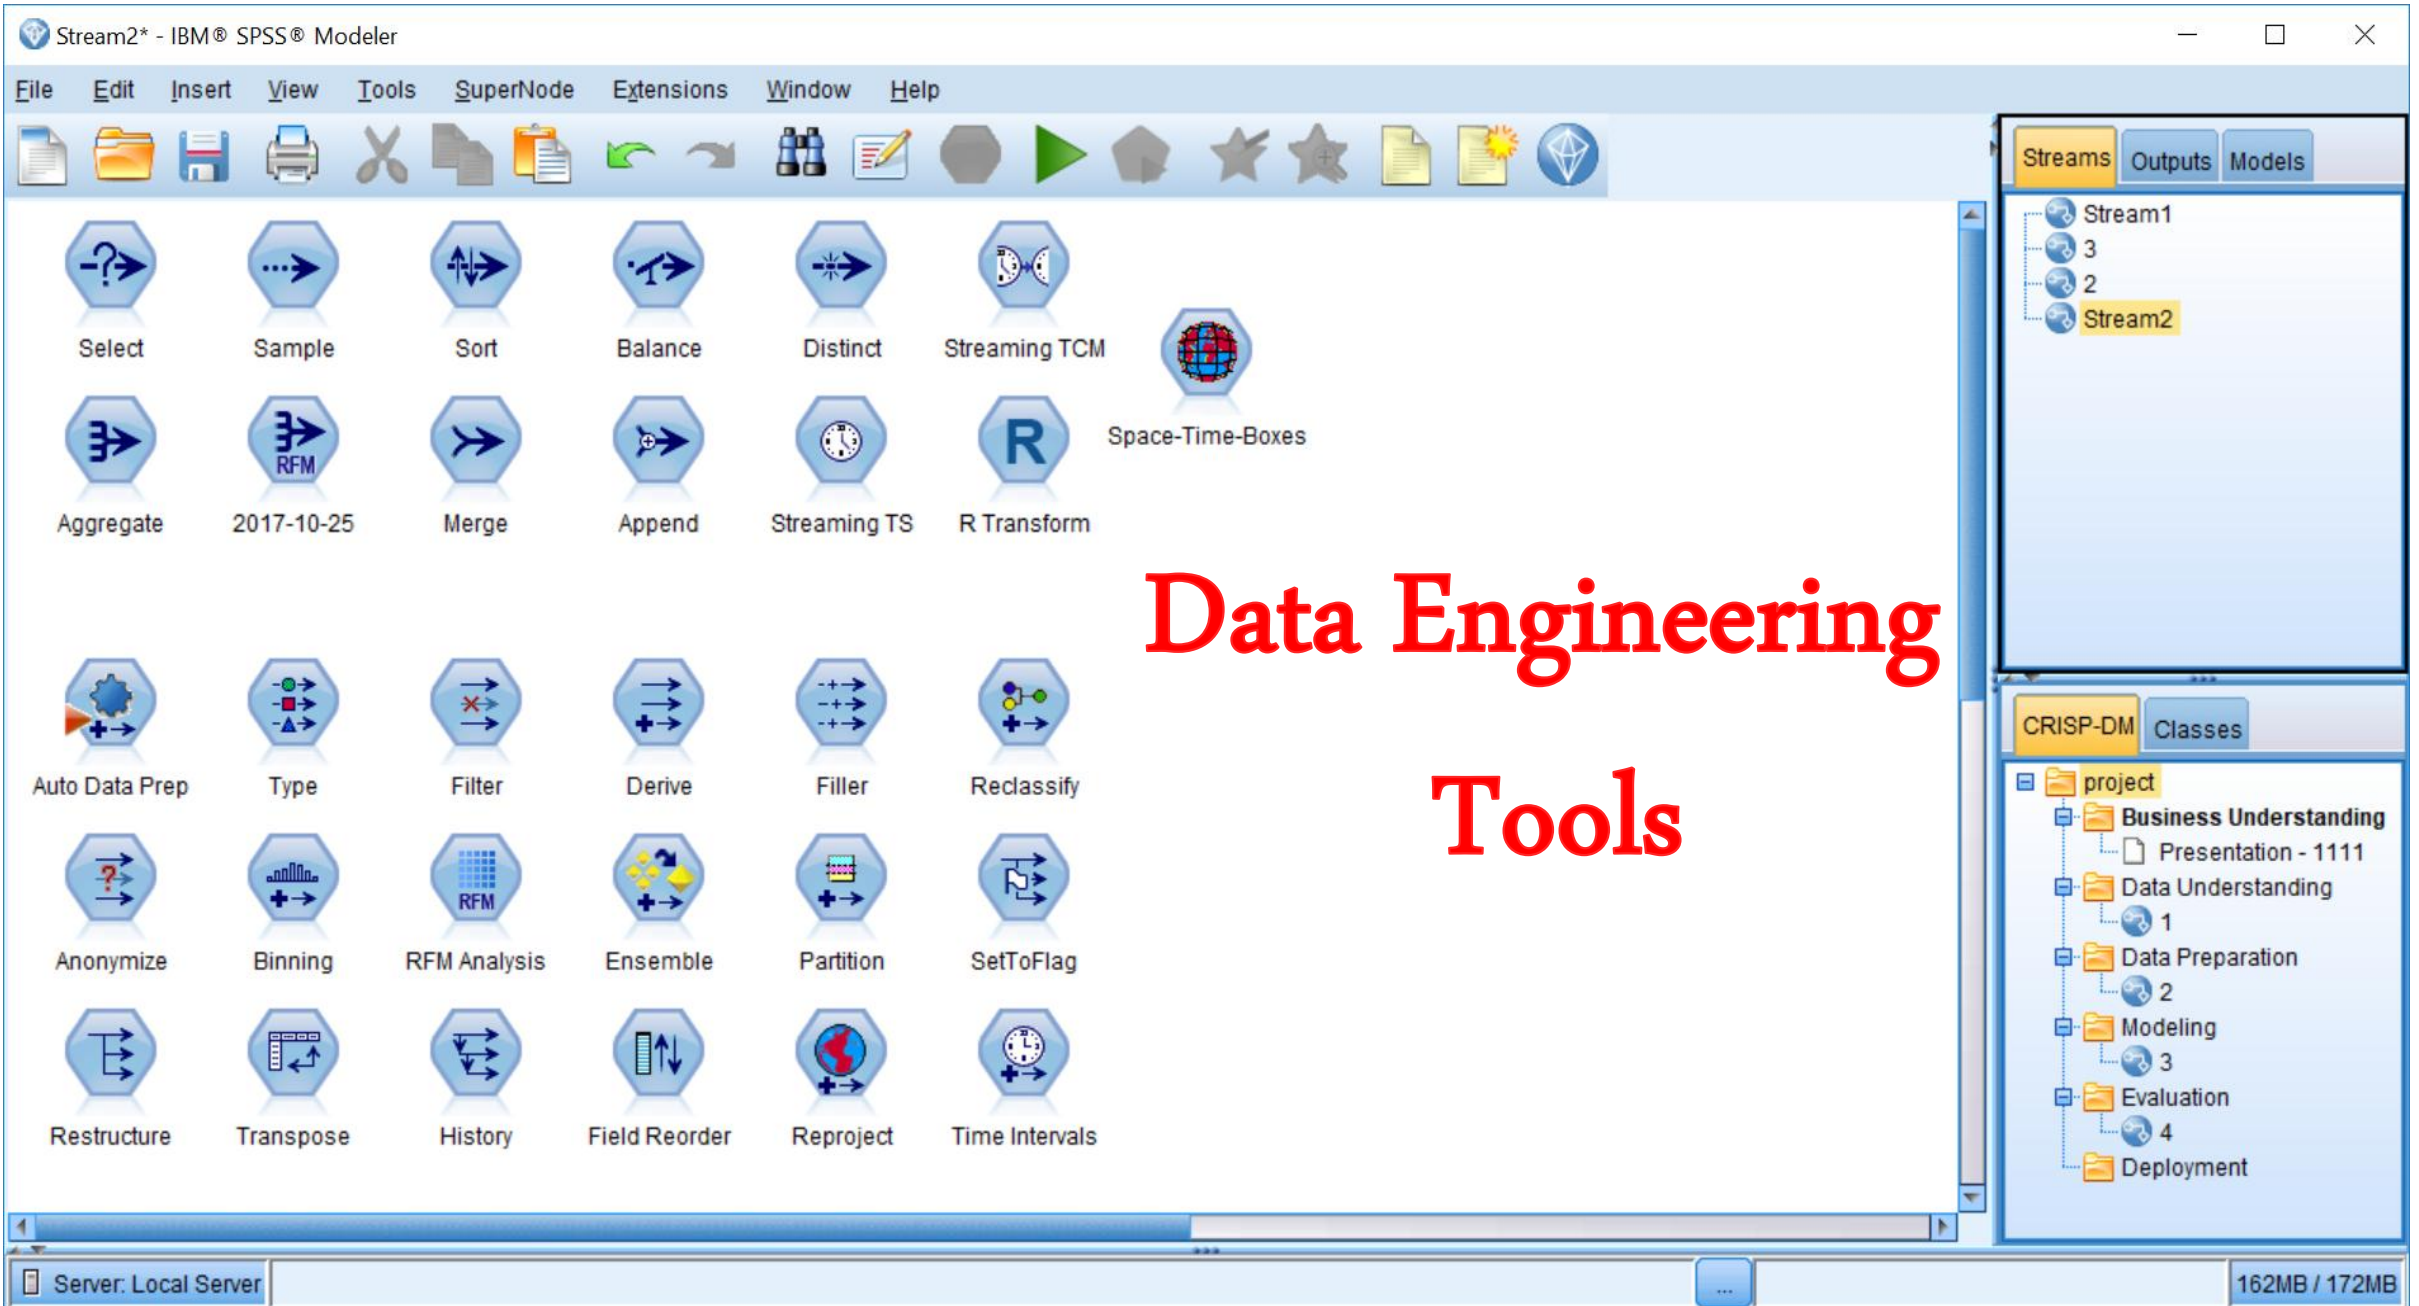 Stream2* - IBM® SPSS® Modeler
File Edit Insert View Tools SuperNode Extensions Window Help
Select Sample Sort Balance Distinct Streaming TCM
Space-Time-Boxes
RFM
Aggregate 2017-10-25 Merge Append Streaming TS R Transform
R
Data Engineering
Tools
Auto Data Prep Type Filter Derive Filler Reclassify
RFM
Anonymize Binning RFM Analysis Ensemble Partition SetToFlag
Restructure Transpose History Field Reorder Reproject Time Intervals
Streams Outputs Models
Stream1
3
2
Stream2
CRISP-DM Classes
project
Business Understanding
Presentation - 1111
Data Understanding
1
Data Preparation
2
Modeling
3
Evaluation
4
Deployment
Server: Local Server ... 162MB / 172MB